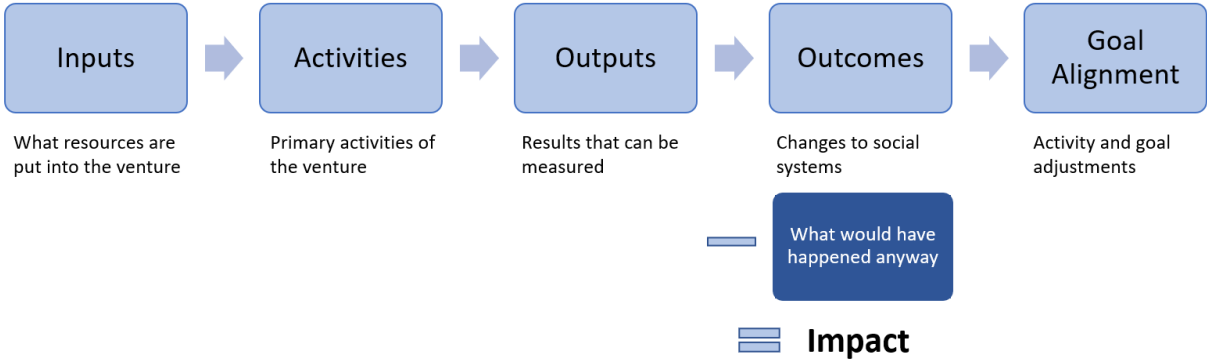 Inputs
Activities
Outputs
Outcomes
Goal
Alignment
What resources are
put into the venture
Primary activities of
the venture
Results that can be
measured
Changes to social
systems
Activity and goal
adjustments
What would have
happened anyway
Impact